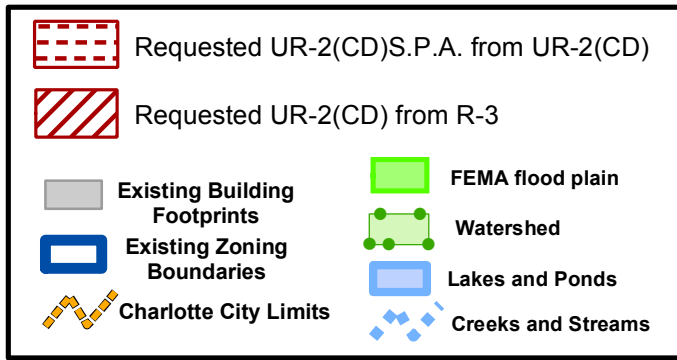 Requested UR-2(CD)S.P.A. from UR-2(CD)
Requested UR-2(CD) from R-3
Existing Building
Footprints
Existing Zoning
Boundaries
Charlotte City Limits
FEMA flood plain
Watershed
Lakes and Ponds
Creeks and Streams